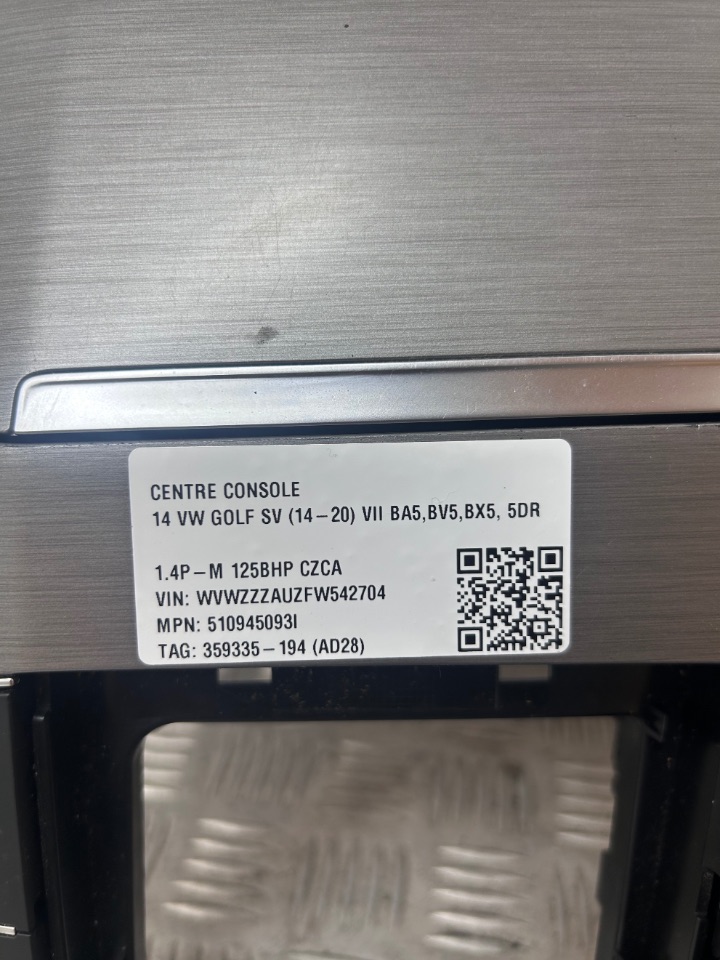 CENTRE CONSOLE
14 VW GOLF SV (14-20) VII BA5,BV5,BX5, 5DR
1.4P-M 125BHP CZCA
VIN: WVWZZZAUZFW542704
MPN: 510945093I
TAG: 359335-194 (AD28)